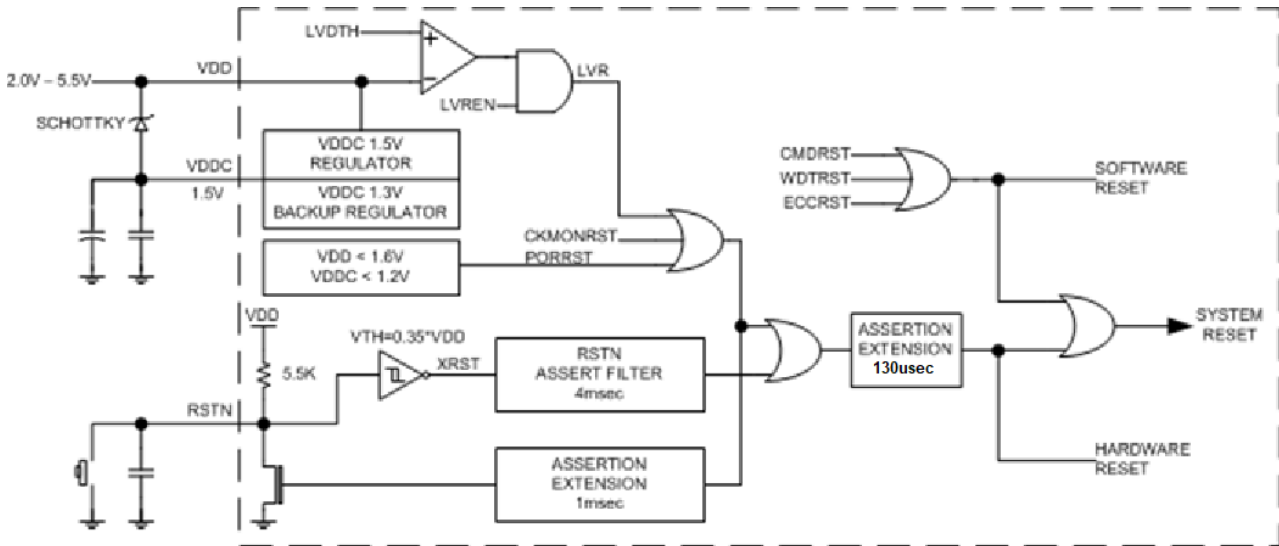 LVDTH
VDD
2.0V – 5.5V
LVR
LVREN
SCHOTTKY
VDDC 1.5V
REGULATOR
VDDC
1.5V
VDDC 1.3V
BACKUP REGULATOR
CMDRST
WDTRST
ECCRST
SOFTWARE
RESET
CKMONRST
PORRST
VDD < 1.6V
VDDC < 1.2V
VDD
VTH=0.35*VDD
5.5K
XRST
RSTN
ASSERT FILTER
4msec
ASSERTION
EXTENSION
130usec
SYSTEM
RESET
RSTN
ASSERTION
EXTENSION
1msec
HARDWARE
RESET